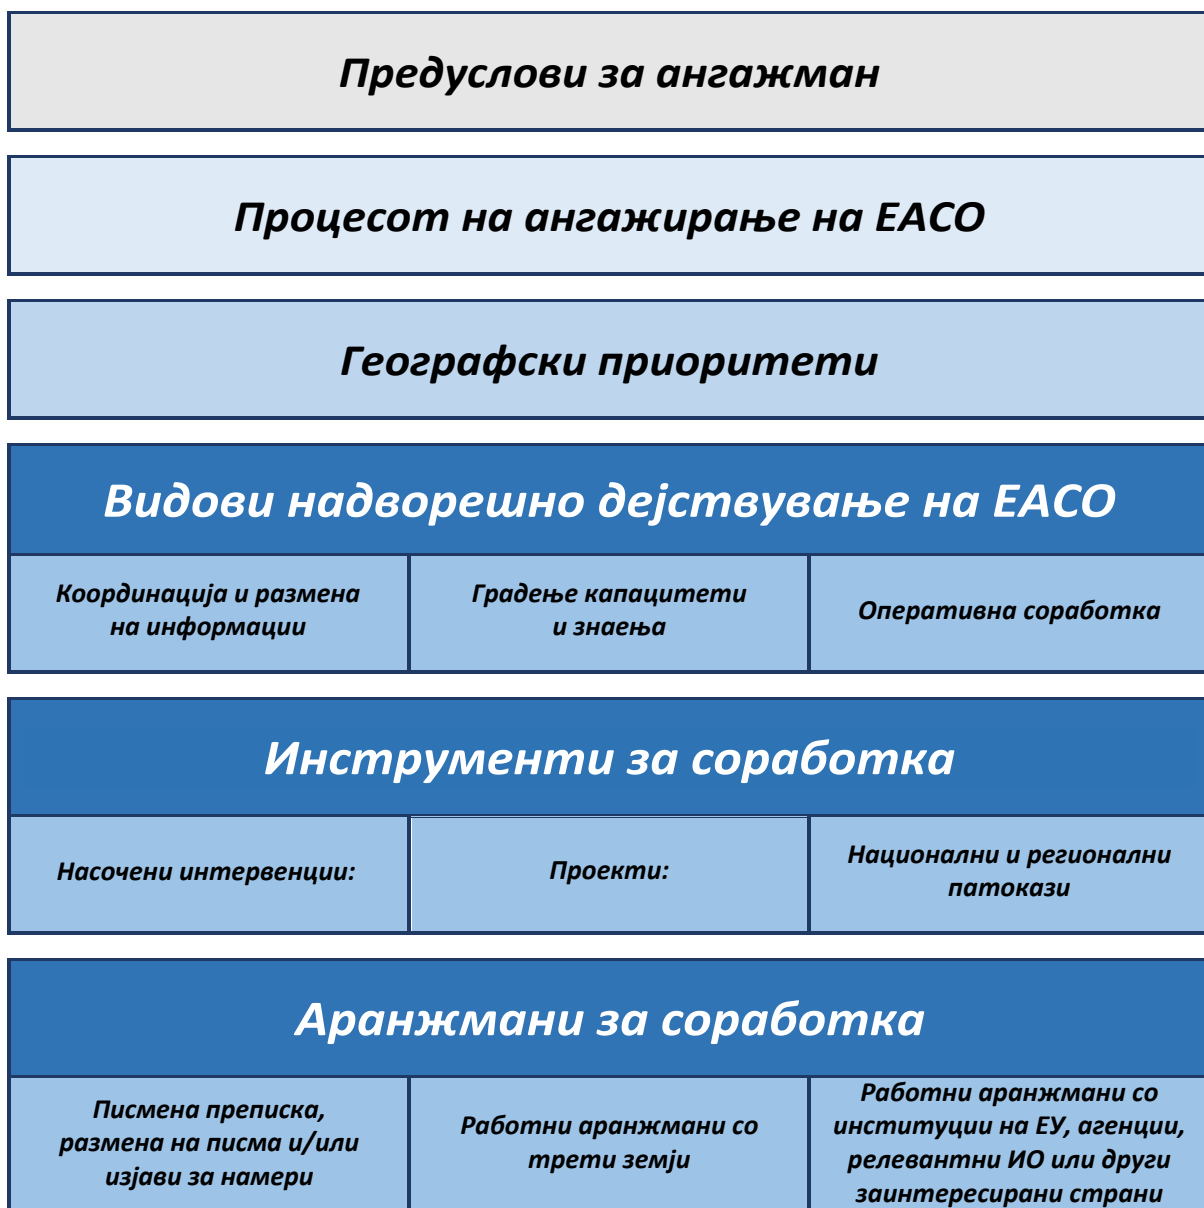 Предуслови за ангажман
Процесот на ангажирање на ЕАСО
Географски приоритети
Видови надворешно дејствување на ЕАСО
Координација и размена
на информации
Градење капацитети
и знаења
Оперативна соработка
Инструменти за соработка
Насочени интервенции:
Проекти:
Национални и регионални
патокази
Аранжмани за соработка
Писмена преписка,
размена на писма и/или
изјави за намери
Работни аранжмани со
трети земји
Работни аранжмани со
институции на ЕУ, агенции,
релевантни ИО или други
заинтересирани страни